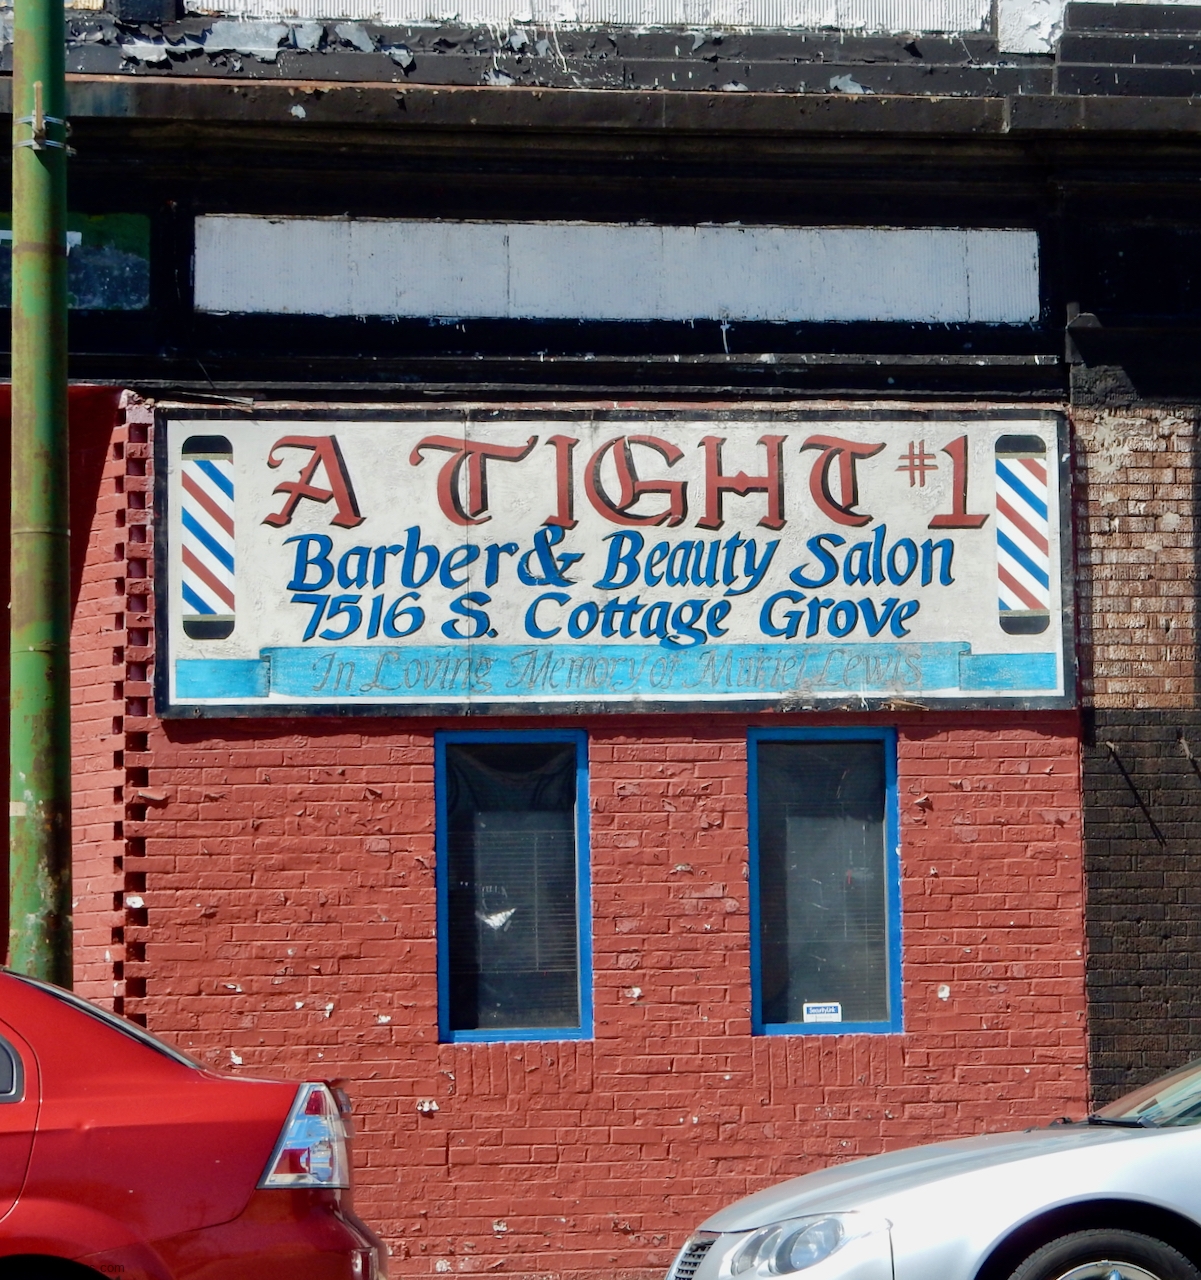 A TIGHT #1
Barber & Beauty Salon
7516 S. Cottage Grove
In Loving Memory of Muriel Lewis